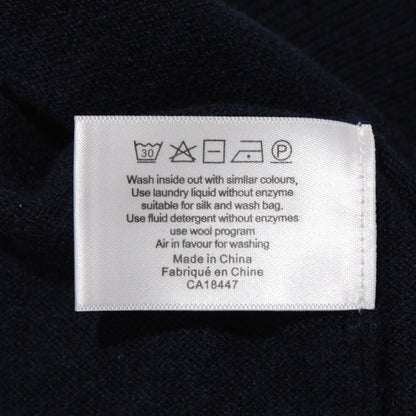 30 P
Wash inside out with similar colours,
Use laundry liquid without enzyme
suitable for silk and wash bag.
Use fluid detergent without enzymes
use wool program
Air in favour for washing
Made in China
Fabriqué en Chine
CA18447